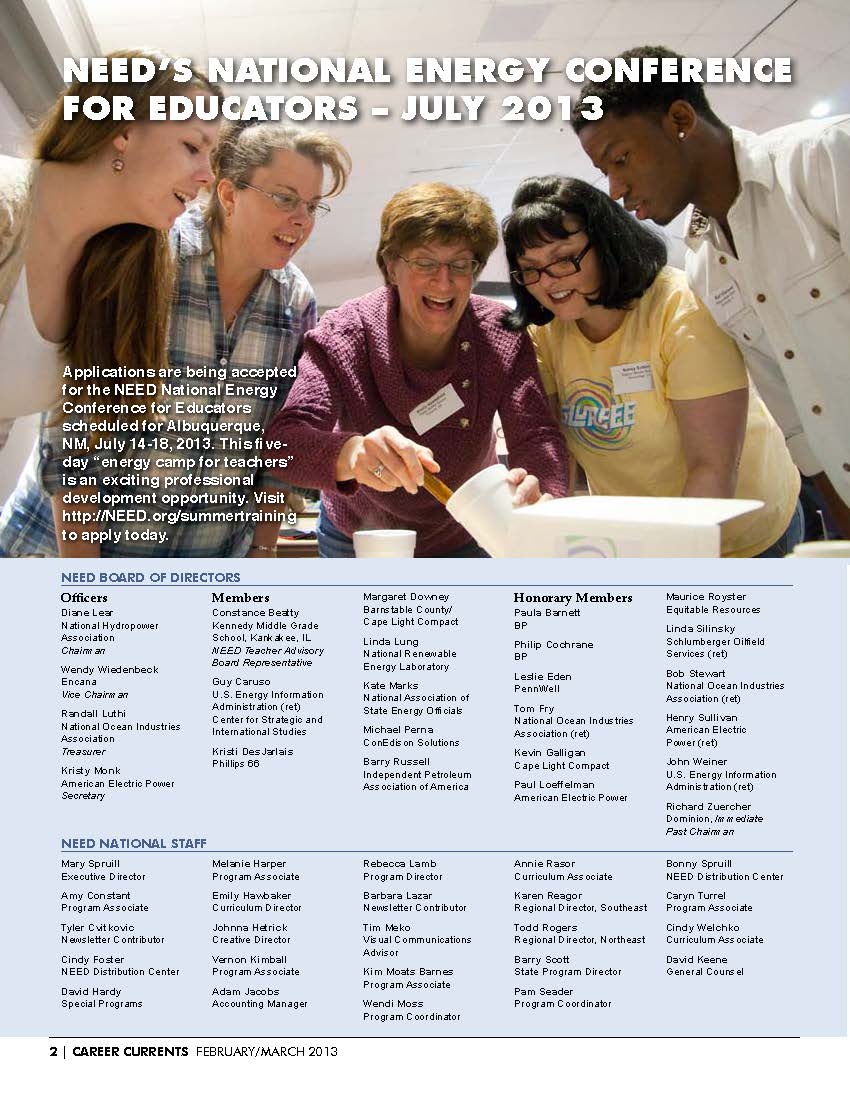 NEED'S NATIONAL ENERGY CONFERENCE
FOR EDUCATORS – JULY 2013
Applications are being accepted
for the NEED National Energy
Conference for Educators
scheduled for Albuquerque,
NM, July 14-18, 2013. This five-
day “energy camp for teachers”
is an exciting professional
development opportunity. Visit
http://NEED.org/summertraining
to apply today.
NEED BOARD OF DIRECTORS
Officers
Diane Lear
National Hydropower
Association
Chairman
Wendy Wiedenbeck
Encana
Vice Chairman
Randall Luthi
National Ocean Industries
Association
Treasurer
Kristy Monk
American Electric Power
Secretary
Members
Constance Beatty
Kennedy Middle Grade
School, Kankakee, IL
NEED Teacher Advisory
Board Representative
Guy Caruso
U.S. Energy Information
Administration (ret)
Center for Strategic and
International Studies
Kristi DesJarlais
Phillips 66
Margaret Downey
Barnstable County/
Cape Light Compact
Linda Lung
National Renewable
Energy Laboratory
Kate Marks
National Association of
State Energy Officials
Michael Perna
ConEdison Solutions
Barry Russell
Independent Petroleum
Association of America
Honorary Members
Paula Barnett
BP
Philip Cochrane
BP
Leslie Eden
PennWell
Tom Fry
National Ocean Industries
Association (ret)
Kevin Galligan
Cape Light Compact
Paul Loeffelman
American Electric Power
Maurice Royster
Equitable Resources
Linda Silinsky
Schlumberger Oilfield
Services (ret)
Bob Stewart
National Ocean Industries
Association (ret)
Henry Sullivan
American Electric
Power (ret)
John Weiner
U.S. Energy Information
Administration (ret)
Richard Zuercher
Dominion, Immediate
Past Chairman
NEED NATIONAL STAFF
Mary Spruill
Executive Director
Amy Constant
Program Associate
Tyler Cvitkovic
Newsletter Contributor
Cindy Foster
NEED Distribution Center
David Hardy
Special Programs
Melanie Harper
Program Associate
Emily Hawbaker
Curriculum Director
Johnna Hetrick
Creative Director
Vernon Kimball
Program Associate
Adam Jacobs
Accounting Manager
Rebecca Lamb
Program Director
Barbara Lazar
Newsletter Contributor
Tim Meko
Visual Communications
Advisor
Kim Moats Barnes
Program Associate
Wendi Moss
Program Coordinator
Annie Rasor
Curriculum Associate
Karen Reagor
Regional Director, Southeast
Todd Rogers
Regional Director, Northeast
Barry Scott
State Program Director
Pam Seader
Program Coordinator
Bonny Spruill
NEED Distribution Center
Caryn Turrel
Program Associate
Cindy Welchko
Curriculum Associate
David Keene
General Counsel
2 | CAREER CURRENTS FEBRUARY/MARCH 2013